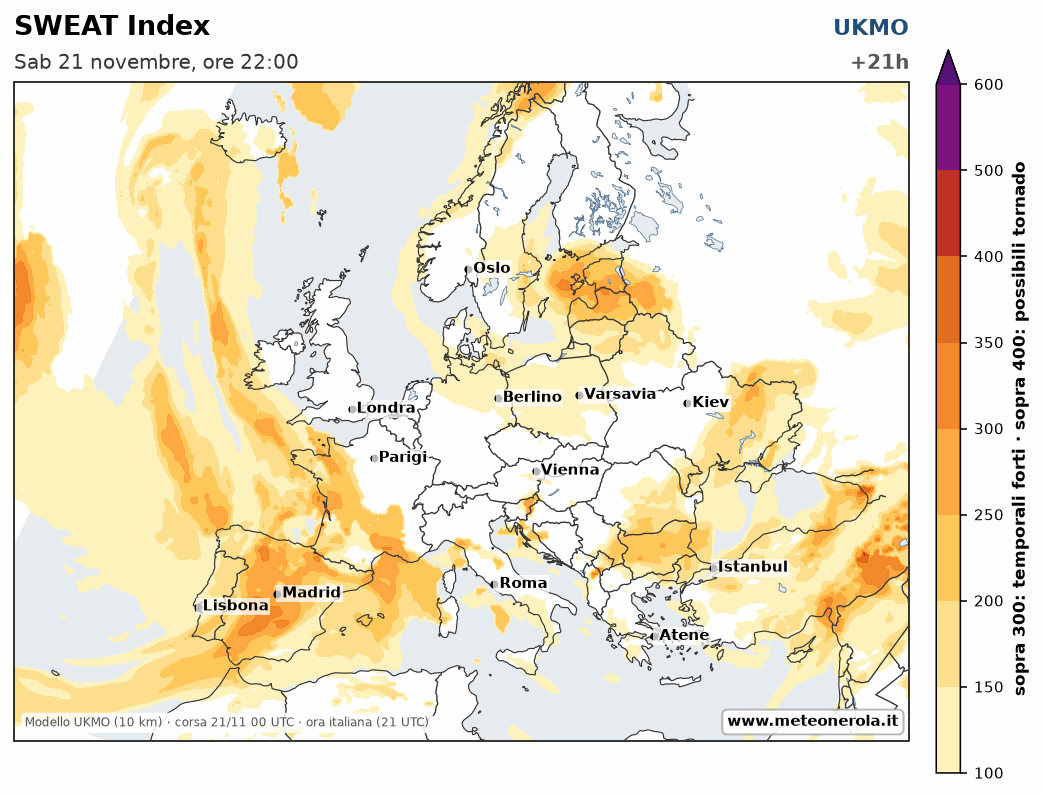 SWEAT Index
UKMO
Sab 21 novembre, ore 22:00
+21h
Oslo
Londra
Berlino
Varsavia
Kiev
Parigi
Vienna
Istanbul
Roma
Madrid
Lisbona
Atene
Modello UKMO (10 km) · corsa 21/11 00 UTC · ora italiana (21 UTC)
www.meteonerola.it
600
500
400
350
300
250
200
150
100
sopra 300: temporali forti · sopra 400: possibili tornado